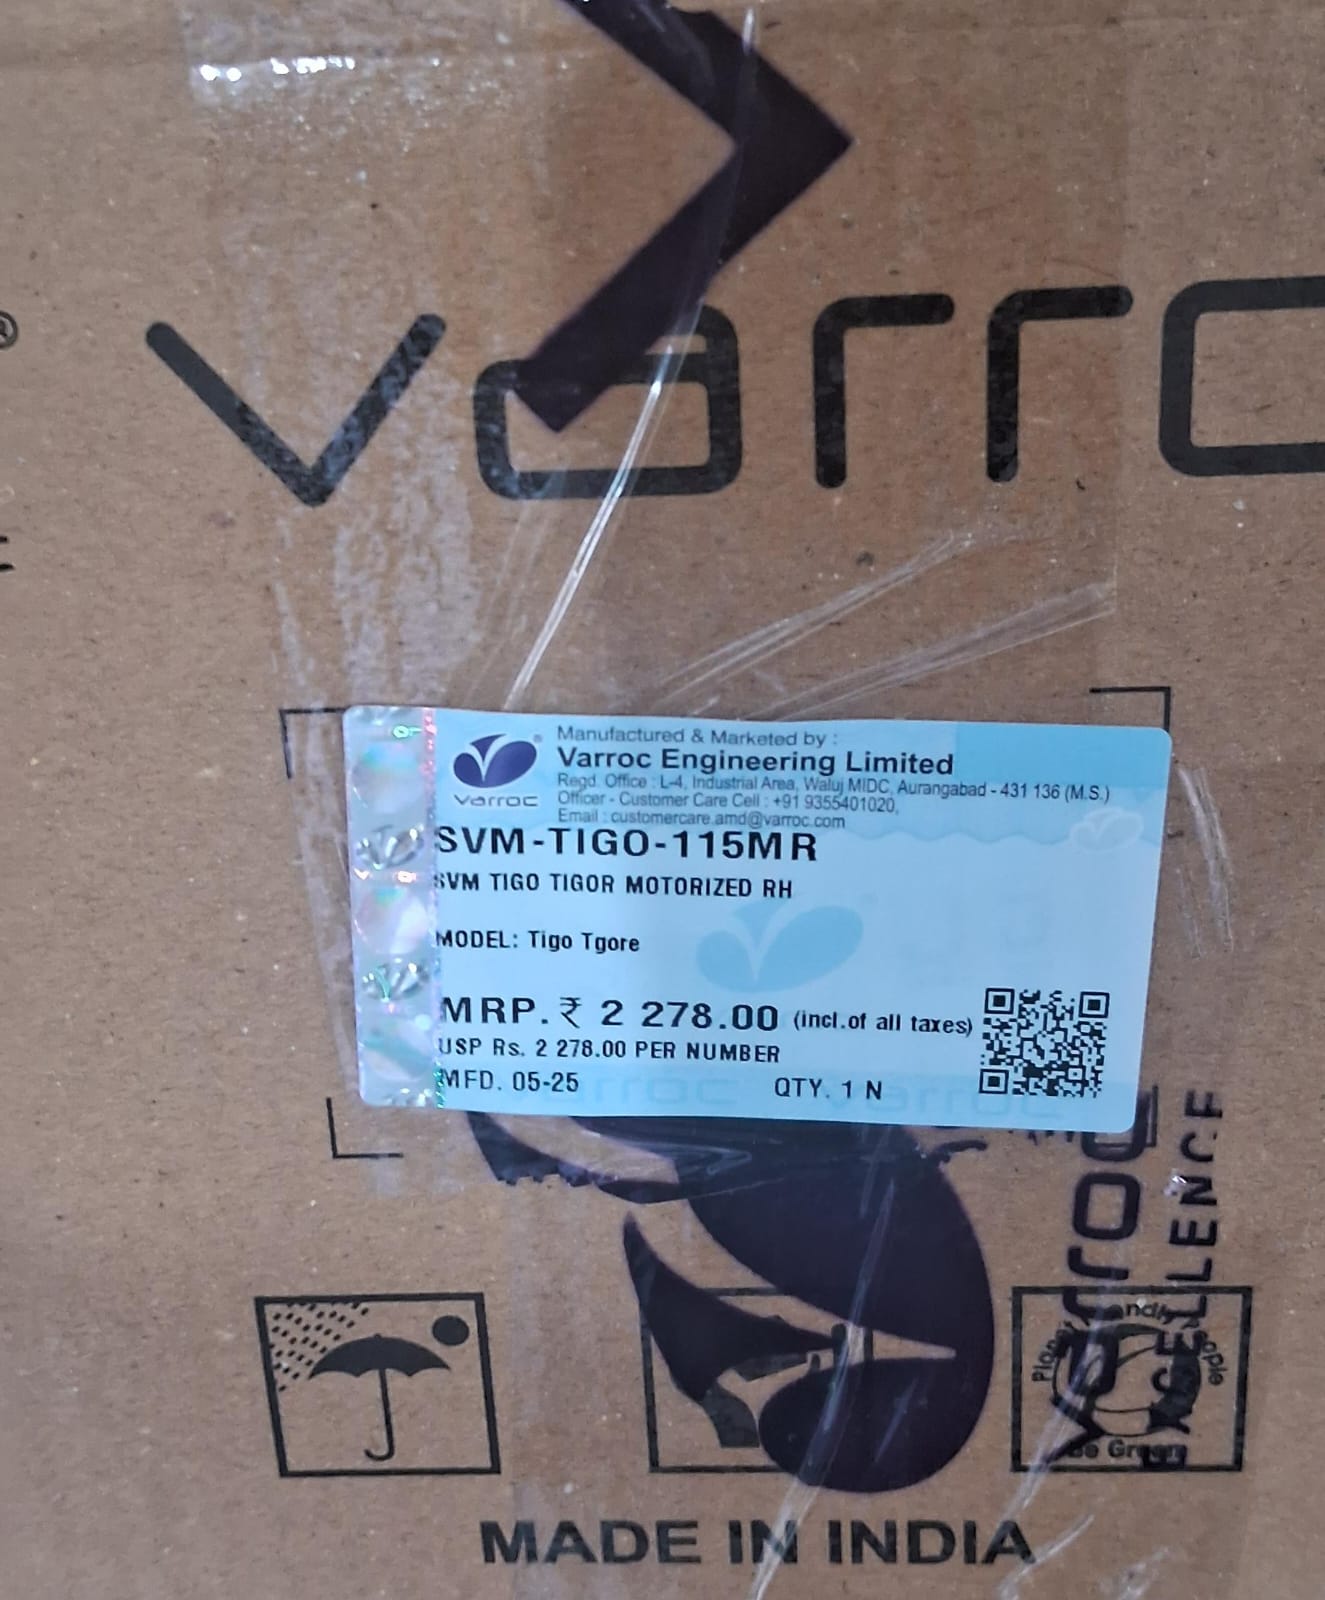 varroc
Manufactured & Marketed by :
Varroc Engineering Limited
Regd. Office : L-4, Industrial Area, Waluj MIDC, Aurangabad - 431 136 (M.S.)
Officer - Customer Care Cell : +91 9355401020,
Email : customercare.amd@varroc.com
varroc
SVM-TIGO-115MR
SVM TIGO TIGOR MOTORIZED RH
MODEL: Tigo Tgore
MRP. ₹ 2 278.00 (incl.of all taxes)
USP Rs. 2 278.00 PER NUMBER
MFD. 05-25
QTY. 1 N
varroc
EXCELLENCE
Be Green
MADE IN INDIA